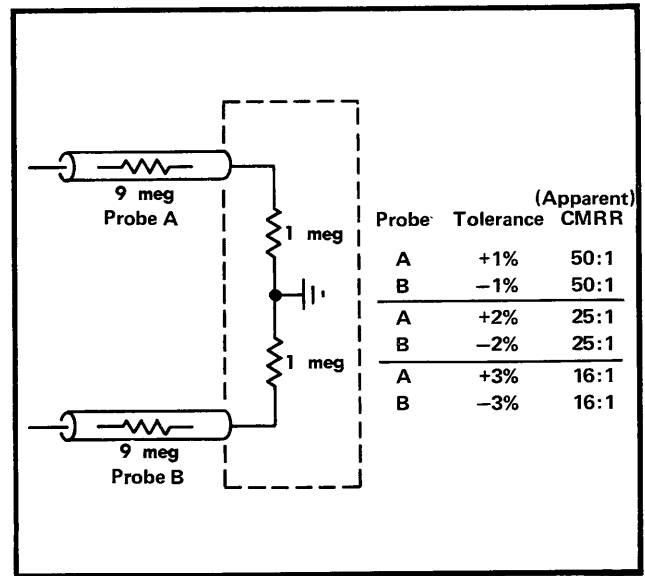 9 meg
Probe A
1 meg
1 meg
9 meg
Probe B
(Apparent)
Probe Tolerance CMRR
A +1% 50:1
B −1% 50:1
A +2% 25:1
B −2% 25:1
A +3% 16:1
B −3% 16:1